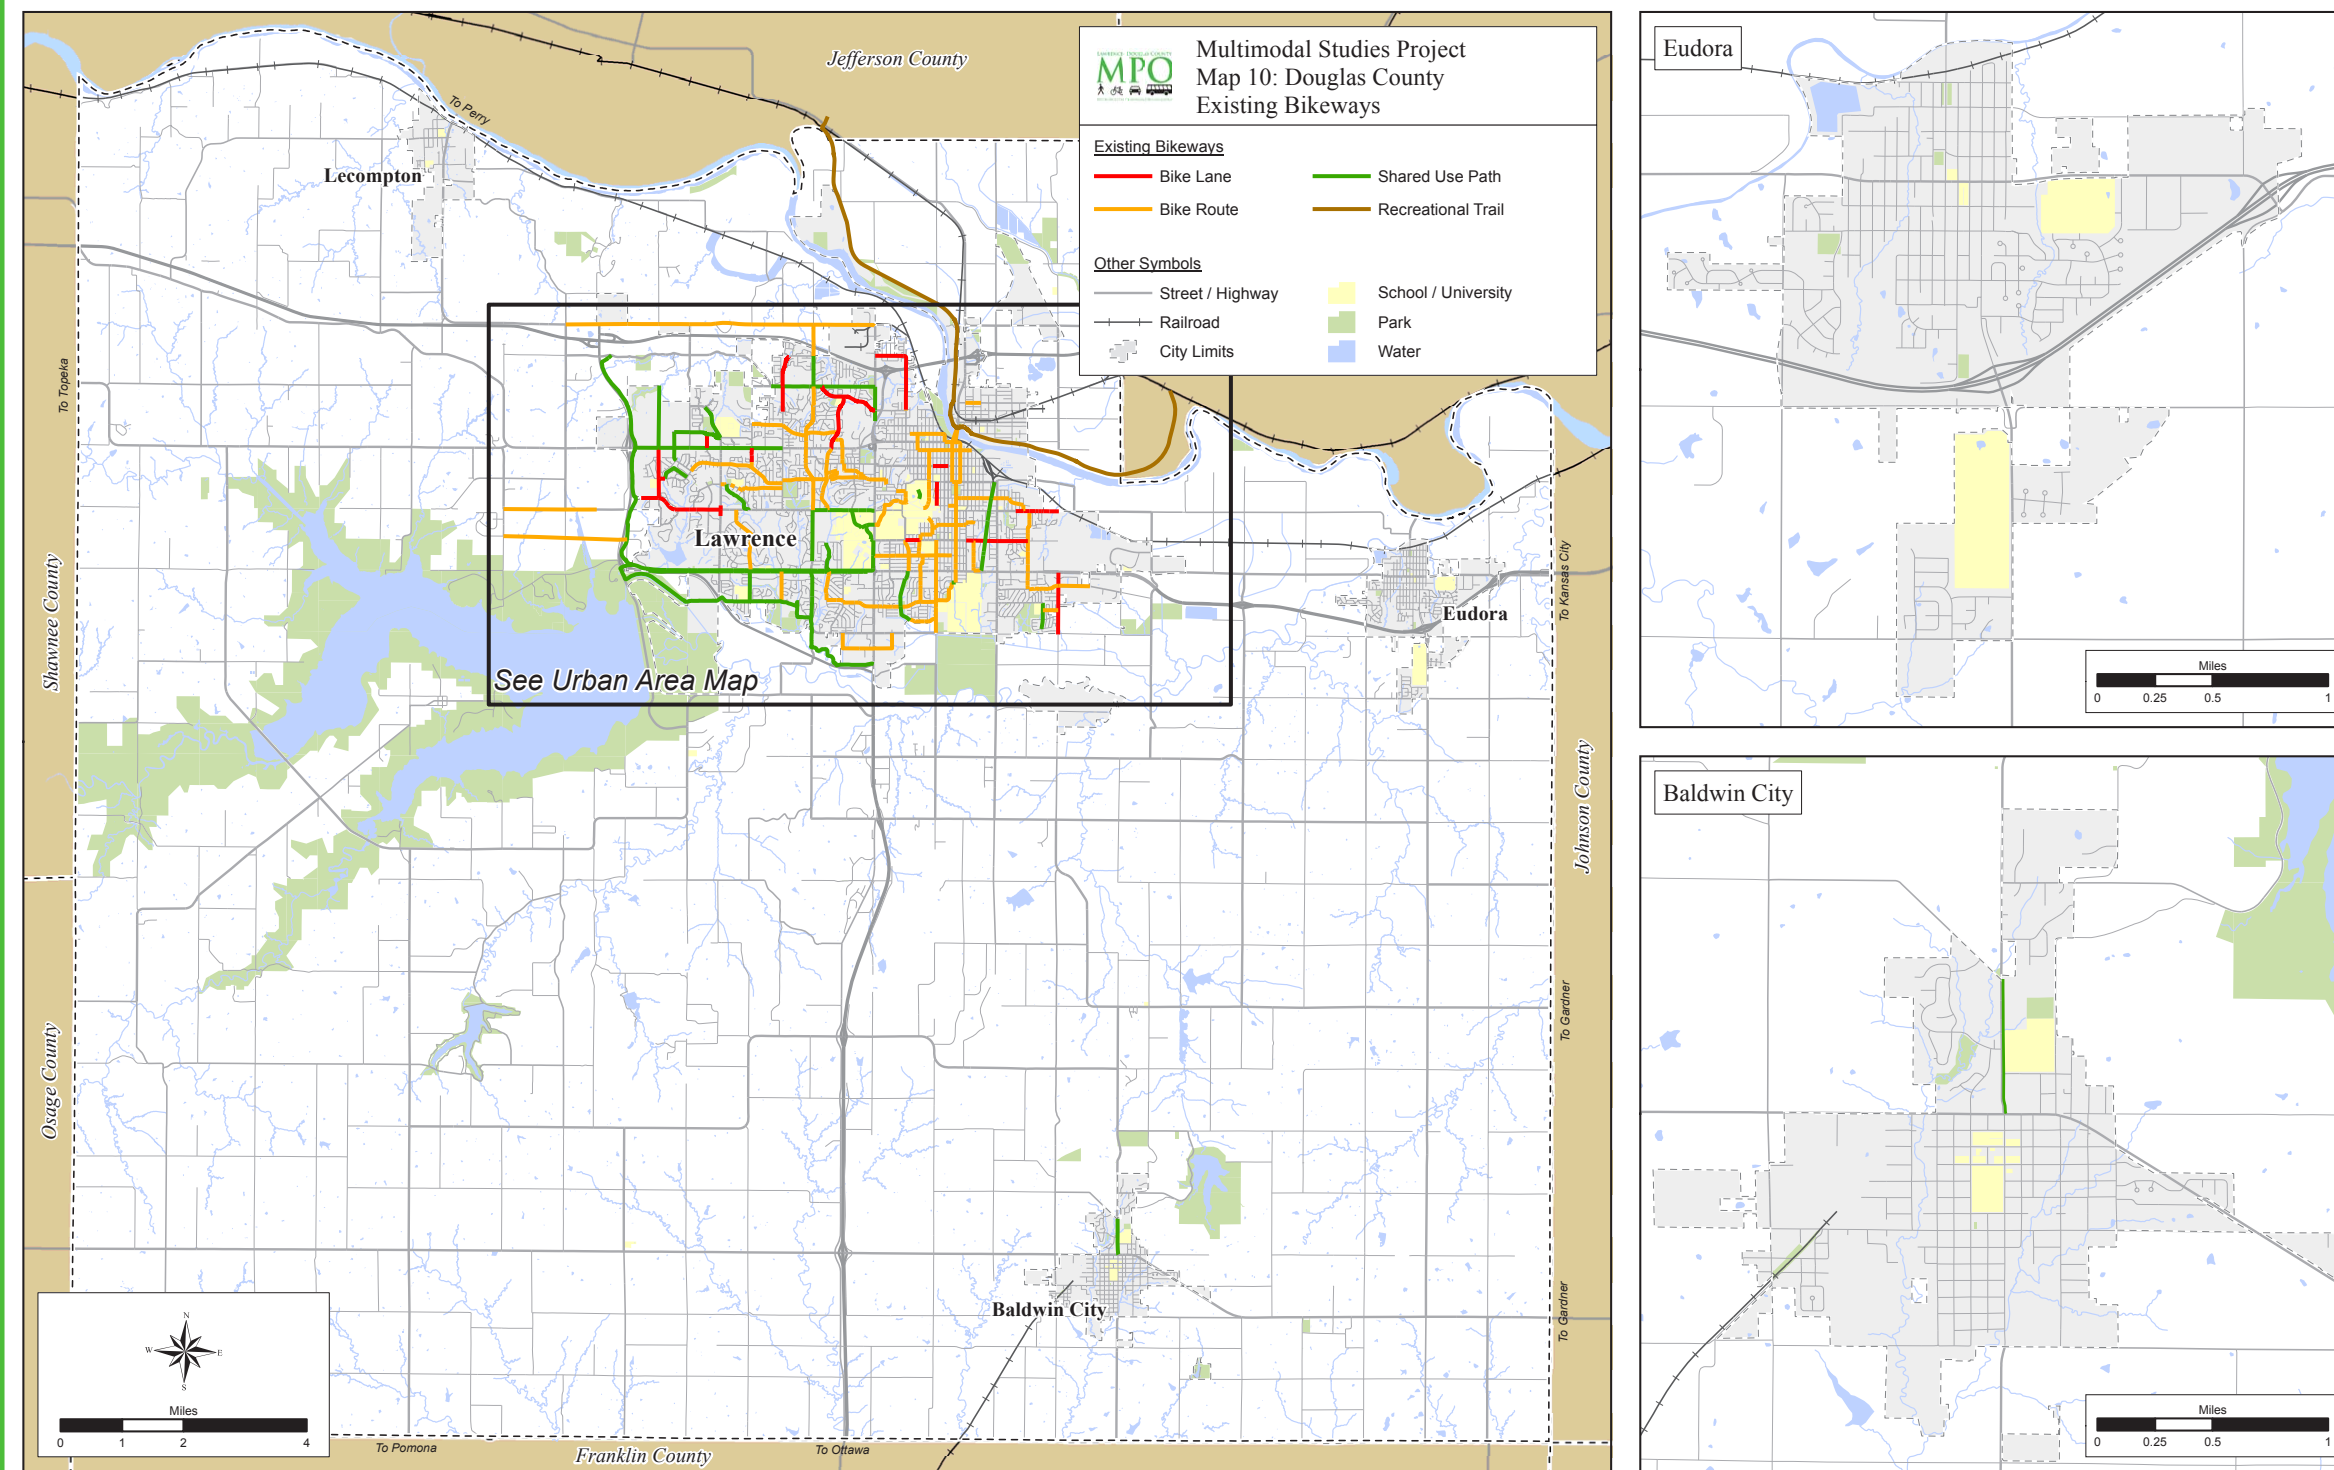 Jefferson County
LAWRENCE - DOUGLAS COUNTY
MPO
Multimodal Studies Project
Map 10: Douglas County
Existing Bikeways
Existing Bikeways
Bike Lane
Shared Use Path
Bike Route
Recreational Trail
Other Symbols
Street / Highway
School / University
Railroad
Park
City Limits
Water
To Perry
Lecompton
To Topeka
Shawnee County
Osage County
Lawrence
See Urban Area Map
Eudora
To Kansas City
Johnson County
To Gardner
To Gardner
Baldwin City
N
W
E
S
Miles
0 1 2 4
To Pomona
Franklin County
To Ottawa
Eudora
Miles
0 0.25 0.5 1
Baldwin City
Miles
0 0.25 0.5 1